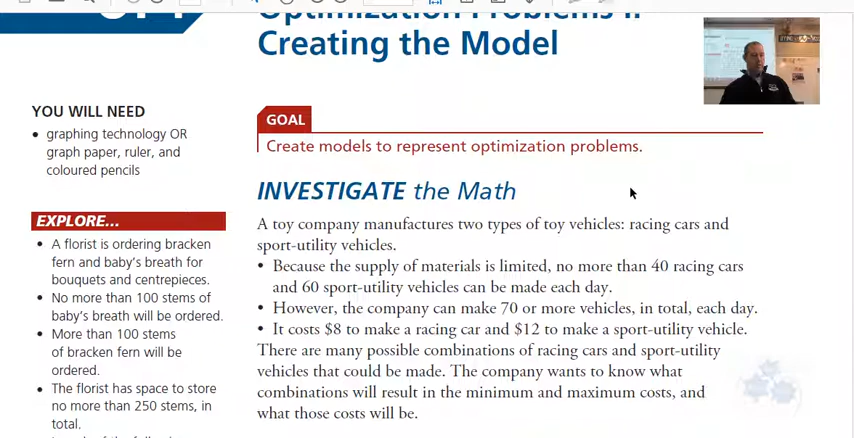 Optimization Problems II:
Creating the Model
YOU WILL NEED
• graphing technology OR
graph paper, ruler, and
coloured pencils
EXPLORE...
• A florist is ordering bracken
fern and baby's breath for
bouquets and centrepieces.
• No more than 100 stems of
baby's breath will be ordered.
• More than 100 stems
of bracken fern will be
ordered.
• The florist has space to store
no more than 250 stems, in
total.
GOAL
Create models to represent optimization problems.
INVESTIGATE the Math
A toy company manufactures two types of toy vehicles: racing cars and
sport-utility vehicles.
• Because the supply of materials is limited, no more than 40 racing cars
and 60 sport-utility vehicles can be made each day.
• However, the company can make 70 or more vehicles, in total, each day.
• It costs $8 to make a racing car and $12 to make a sport-utility vehicle.
There are many possible combinations of racing cars and sport-utility
vehicles that could be made. The company wants to know what
combinations will result in the minimum and maximum costs, and
what those costs will be.